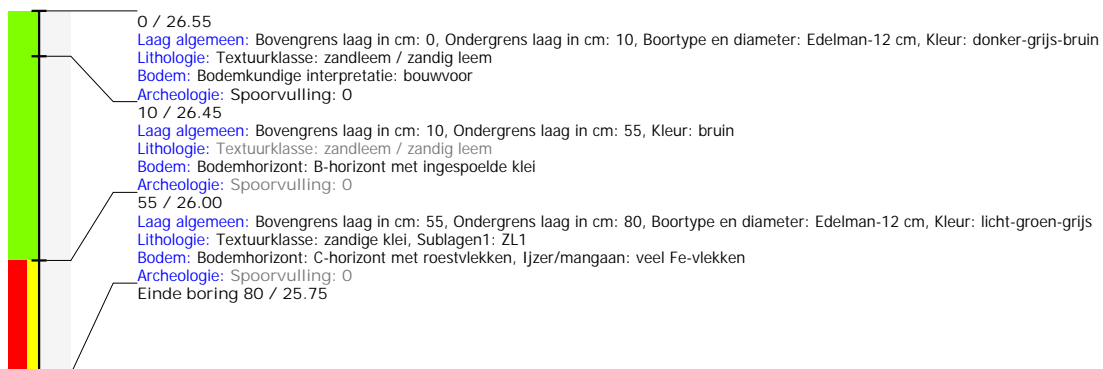 0 / 26.55
Laag algemeen: Bovengrens laag in cm: 0, Ondergrens laag in cm: 10, Boortype en diameter: Edelman-12 cm, Kleur: donker-grijs-bruin
Lithologie: Textuurklasse: zandleem / zandig leem
Bodem: Bodemkundige interpretatie: bouwvoor
Archeologie: Spoorvulling: 0
10 / 26.45
Laag algemeen: Bovengrens laag in cm: 10, Ondergrens laag in cm: 55, Kleur: bruin
Lithologie: Textuurklasse: zandleem / zandig leem
Bodem: Bodemhorizont: B-horizont met ingespoelde klei
Archeologie: Spoorvulling: 0
55 / 26.00
Laag algemeen: Bovengrens laag in cm: 55, Ondergrens laag in cm: 80, Boortype en diameter: Edelman-12 cm, Kleur: licht-groen-grijs
Lithologie: Textuurklasse: zandige klei, Sublagen1: ZL1
Bodem: Bodemhorizont: C-horizont met roestvlekken, Ijzer/mangaan: veel Fe-vlekken
Archeologie: Spoorvulling: 0
Einde boring 80 / 25.75